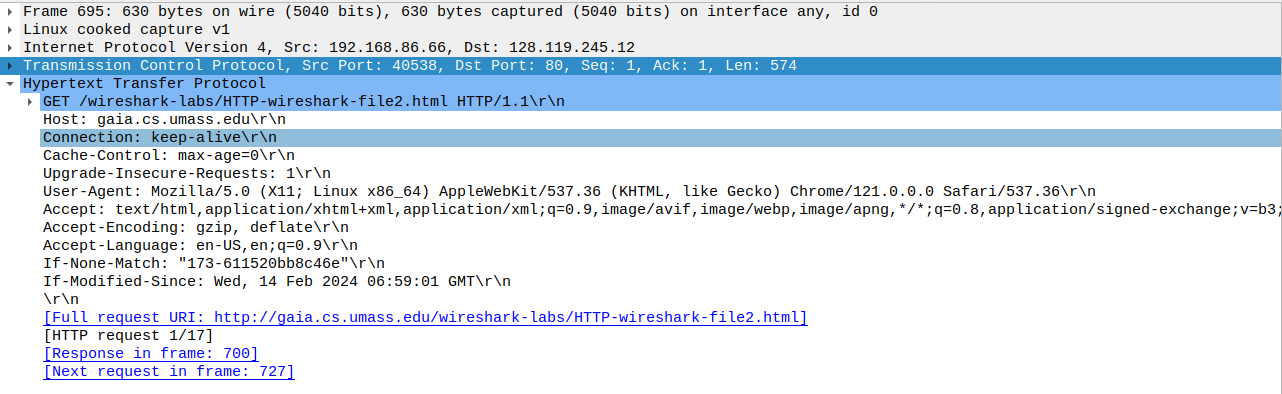 Frame 695: 630 bytes on wire (5040 bits), 630 bytes captured (5040 bits) on interface any, id 0
Linux cooked capture v1
Internet Protocol Version 4, Src: 192.168.86.66, Dst: 128.119.245.12
Transmission Control Protocol, Src Port: 40538, Dst Port: 80, Seq: 1, Ack: 1, Len: 574
Hypertext Transfer Protocol
GET /wireshark-labs/HTTP-wireshark-file2.html HTTP/1.1\r\n
Host: gaia.cs.umass.edu\r\n
Connection: keep-alive\r\n
Cache-Control: max-age=0\r\n
Upgrade-Insecure-Requests: 1\r\n
User-Agent: Mozilla/5.0 (X11; Linux x86_64) AppleWebKit/537.36 (KHTML, like Gecko) Chrome/121.0.0.0 Safari/537.36\r\n
Accept: text/html,application/xhtml+xml,application/xml;q=0.9,image/avif,image/webp,image/apng,*/*;q=0.8,application/signed-exchange;v=b3;
Accept-Encoding: gzip, deflate\r\n
Accept-Language: en-US,en;q=0.9\r\n
If-None-Match: "173-611520bb8c46e"\r\n
If-Modified-Since: Wed, 14 Feb 2024 06:59:01 GMT\r\n
\r\n
[Full request URI: http://gaia.cs.umass.edu/wireshark-labs/HTTP-wireshark-file2.html]
[HTTP request 1/17]
[Response in frame: 700]
[Next request in frame: 727]